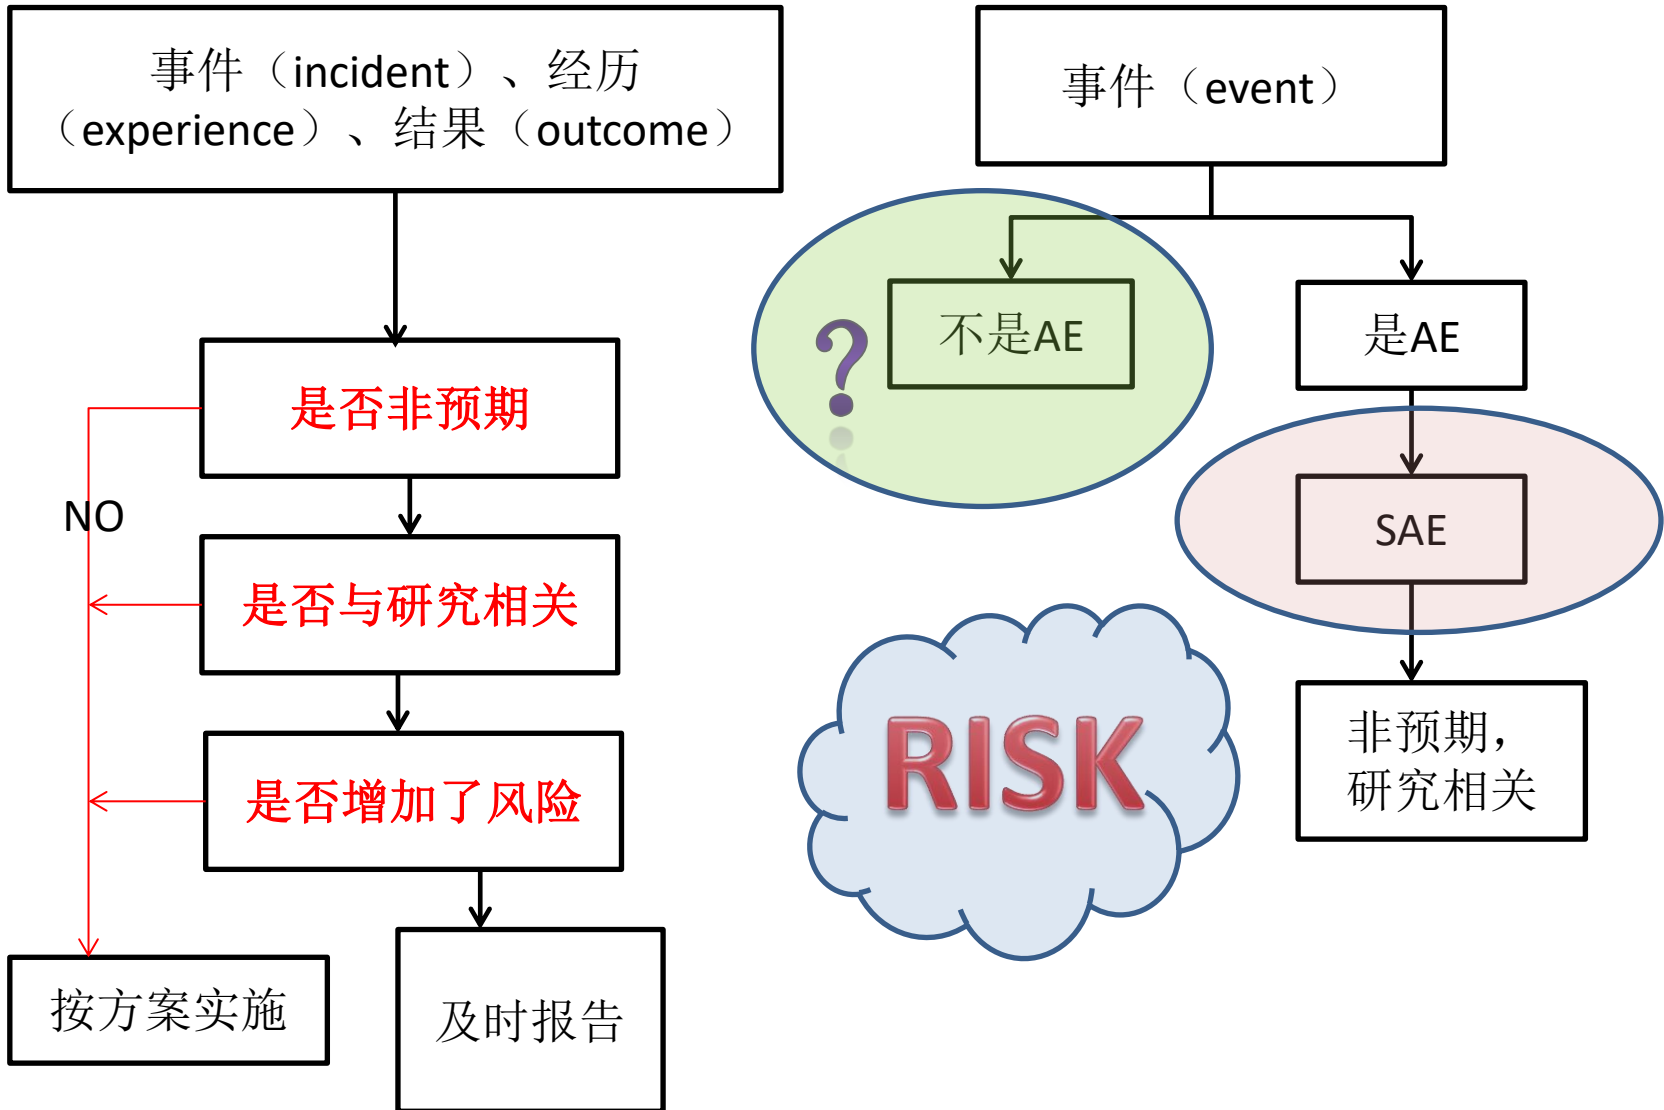 事件（incident）、经历
（experience）、结果（outcome）
是否非预期
NO
是否与研究相关
是否增加了风险
按方案实施
及时报告
事件（event）
不是AE
?
是AE
SAE
非预期，
研究相关
RISK